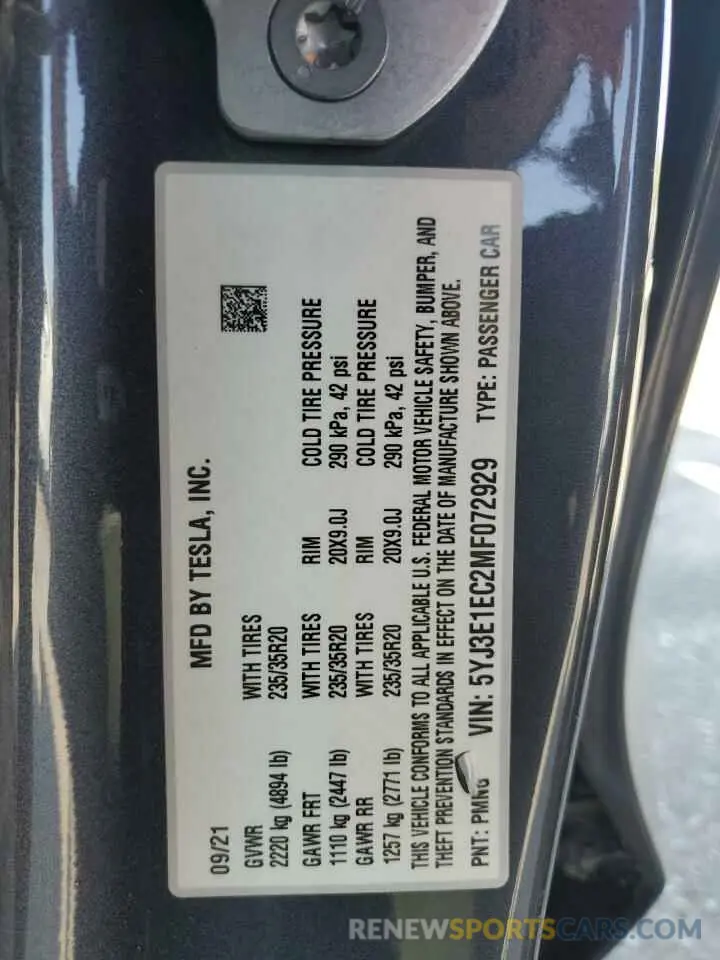 MFD BY TESLA, INC.
09/21
GVWR WITH TIRES
2220 kg (4894 lb) 235/35R20
GAWR FRT WITH TIRES RIM COLD TIRE PRESSURE
1110 kg (2447 lb) 235/35R20 20X9.0J 290 kPa, 42 psi
GAWR RR WITH TIRES RIM COLD TIRE PRESSURE
1257 kg (2771 lb) 235/35R20 20X9.0J 290 kPa, 42 psi
THIS VEHICLE CONFORMS TO ALL APPLICABLE U.S. FEDERAL MOTOR VEHICLE SAFETY, BUMPER, AND
THEFT PREVENTION STANDARDS IN EFFECT ON THE DATE OF MANUFACTURE SHOWN ABOVE.
PNT: VIN: 5YJ3E1EC2MF072929 TYPE: PASSENGER CAR
RENEWSPORTSCARS.COM